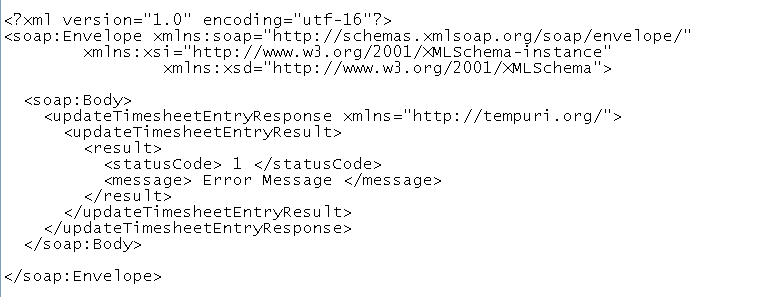 <?xml version="1.0" encoding="utf-16"?>
<soap:Envelope xmlns:soap="http://schemas.xmlsoap.org/soap/envelope/"
xmlns:xsi="http://www.w3.org/2001/XMLSchema-instance"
xmlns:xsd="http://www.w3.org/2001/XMLSchema">
<soap:Body>
<updateTimesheetEntryResponse xmlns="http://tempuri.org/">
<updateTimesheetEntryResult>
<result>
<statusCode> 1 </statusCode>
<message> Error Message </message>
</result>
</updateTimesheetEntryResult>
</updateTimesheetEntryResponse>
</soap:Body>
</soap:Envelope>